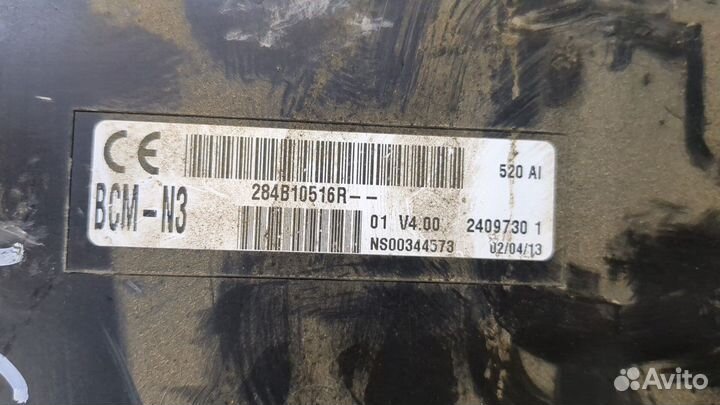 CE
520 AI
284B10516R--
BCM-N3
01 V4.00 2409730 1
NS00344573 02/04/13
Avito